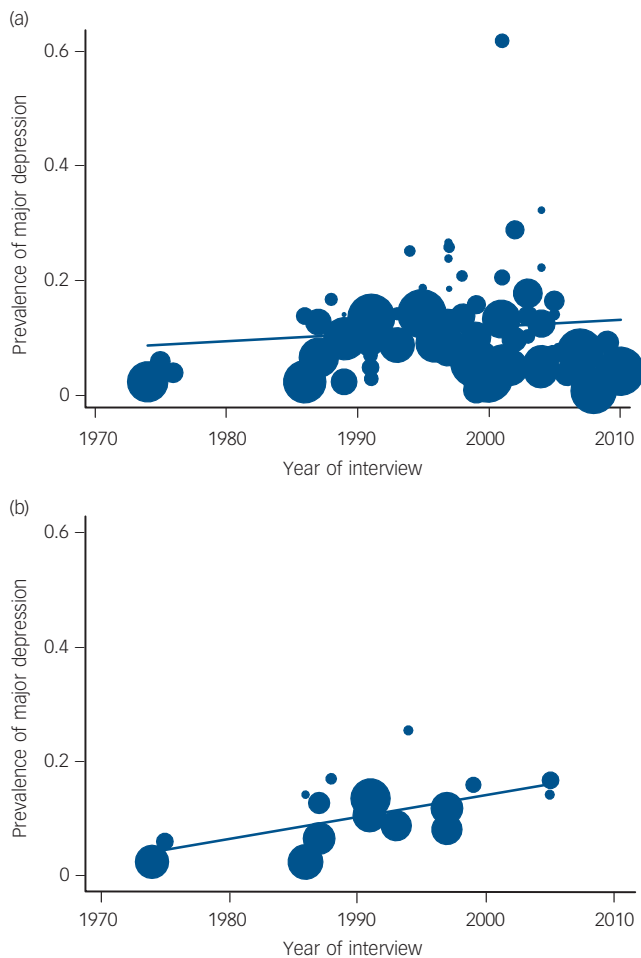 (a)
0.6
0.4
0.2
0
Prevalence of major depression
1970 1980 1990 2000 2010
Year of interview
(b)
0.6
0.4
0.2
0
Prevalence of major depression
1970 1980 1990 2000 2010
Year of interview